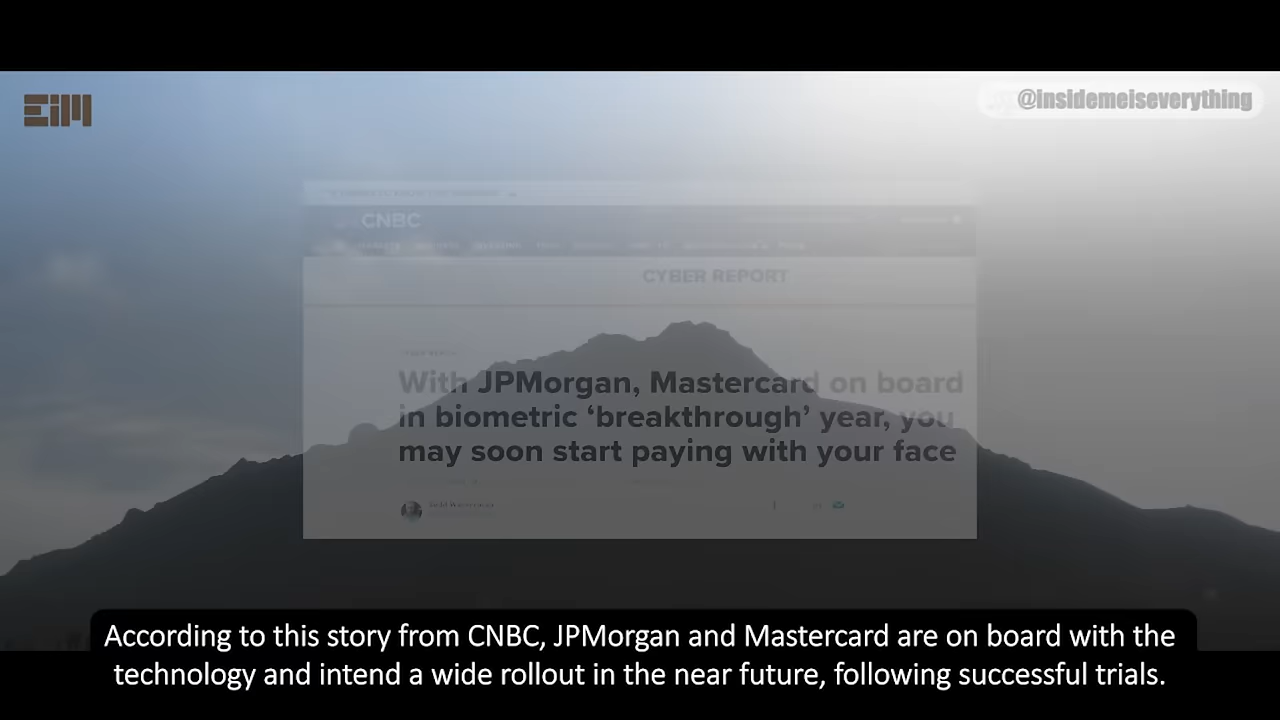 EiM
@insidemeiseverything
CNBC
CYBER REPORT
With JPMorgan, Mastercard on board
in biometric ‘breakthrough’ year, you
may soon start paying with your face
According to this story from CNBC, JPMorgan and Mastercard are on board with the
technology and intend a wide rollout in the near future, following successful trials.